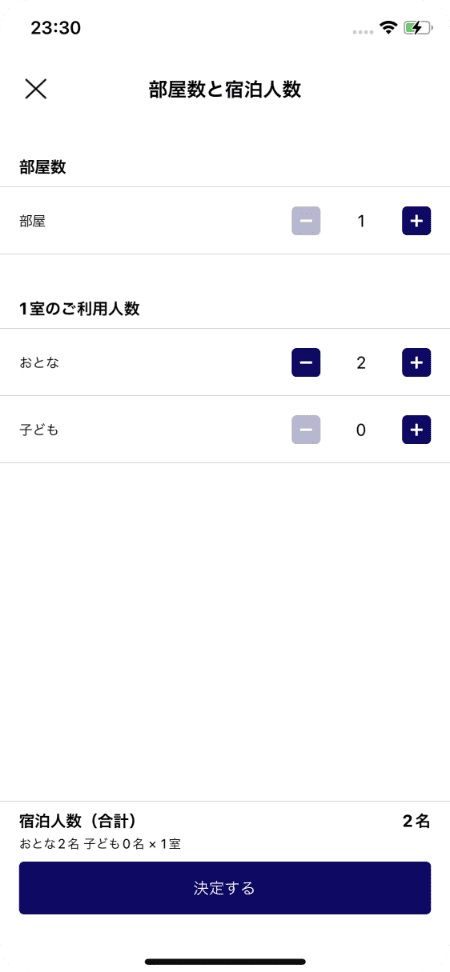 23:30
部屋数と宿泊人数
部屋数
部屋
1
1室のご利用人数
おとな
2
子ども
0
宿泊人数（合計） 2名
おとな2名 子ども0名 × 1室
決定する